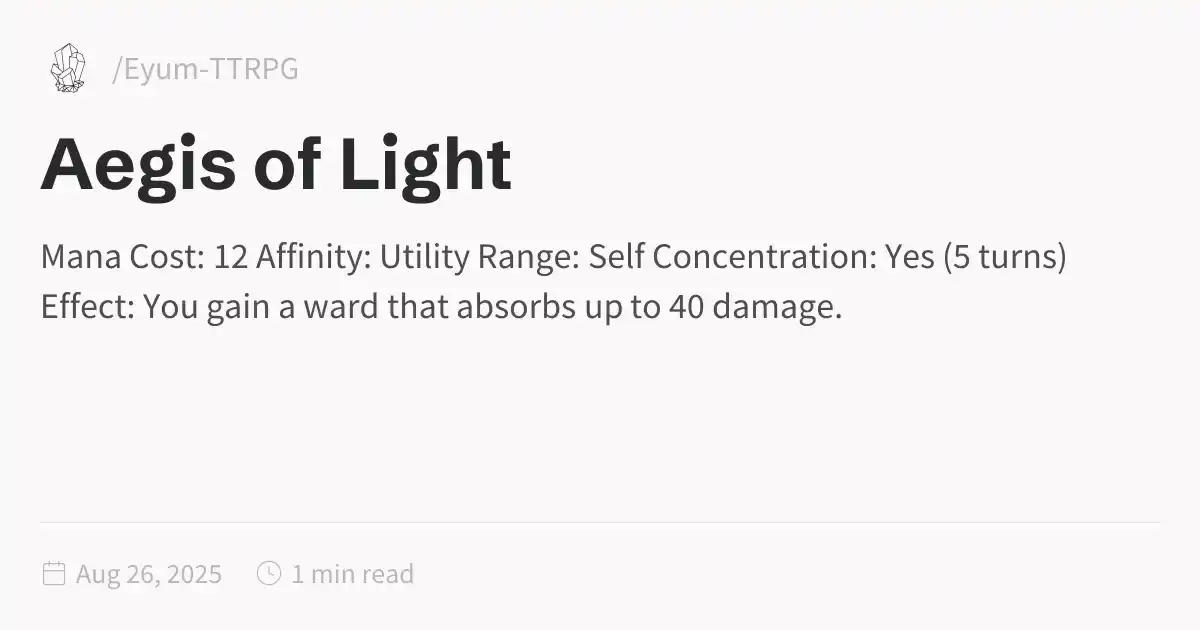 /Eyum-TTRPG
Aegis of Light
Mana Cost: 12 Affinity: Utility Range: Self Concentration: Yes (5 turns)
Effect: You gain a ward that absorbs up to 40 damage.
Aug 26, 2025 1 min read